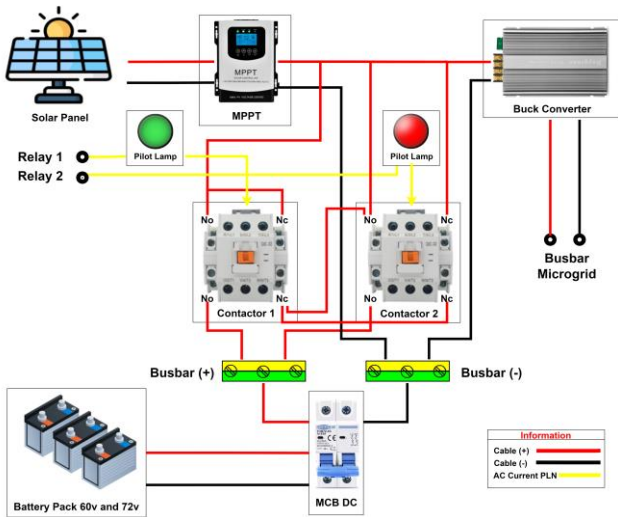 Solar Panel
MPPT
MPPT
Buck Converter
Pilot Lamp
Pilot Lamp
Relay 1
Relay 2
No
Nc
No
Nc
No
Nc
No
Nc
Contactor 1
Contactor 2
Busbar
Microgrid
Busbar (+)
Busbar (-)
Battery Pack 60v and 72v
MCB DC
Information
Cable (+)
Cable (-)
AC Current PLN